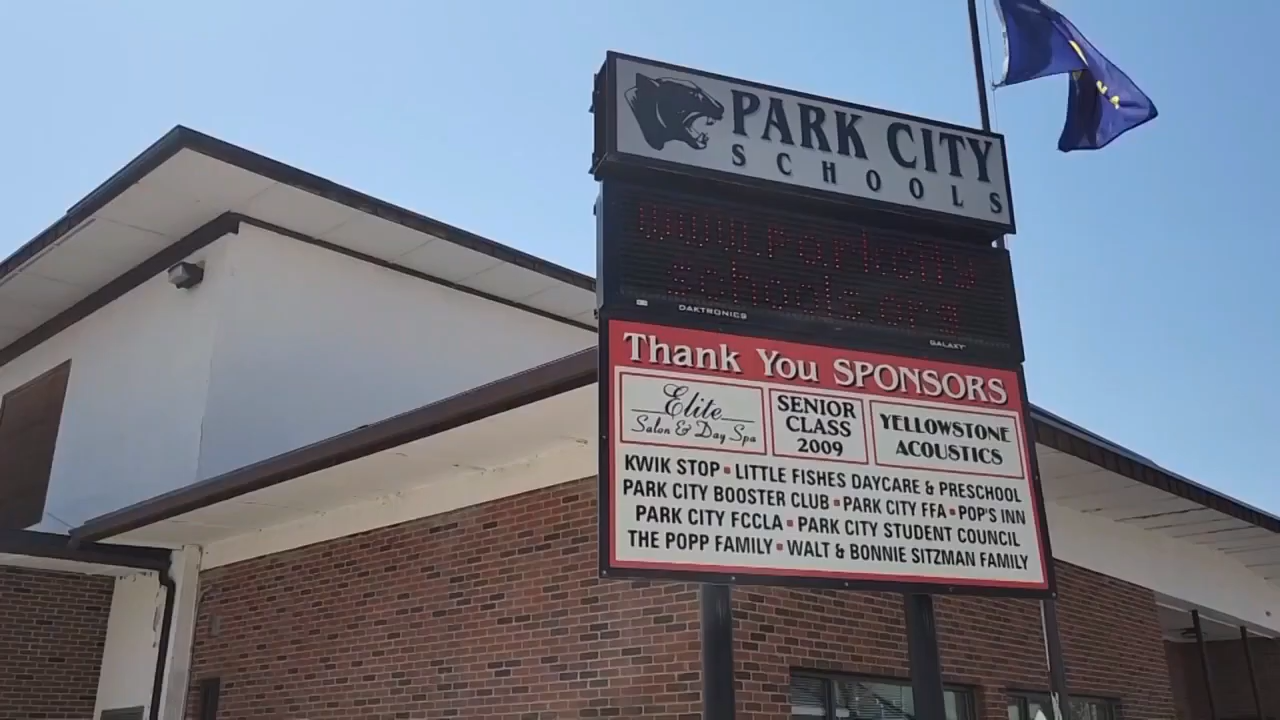 PARK CITY
SCHOOLS
www.parkcity
schools.org
DAKTRONICS
GALAXY
Thank You SPONSORS
Elite
Salon & Day Spa
SENIOR
CLASS
2009
YELLOWSTONE
ACOUSTICS
KWIK STOP ▪ LITTLE FISHES DAYCARE & PRESCHOOL
PARK CITY BOOSTER CLUB ▪ PARK CITY FFA ▪ POP'S INN
PARK CITY FCCLA ▪ PARK CITY STUDENT COUNCIL
THE POPP FAMILY ▪ WALT & BONNIE SITZMAN FAMILY